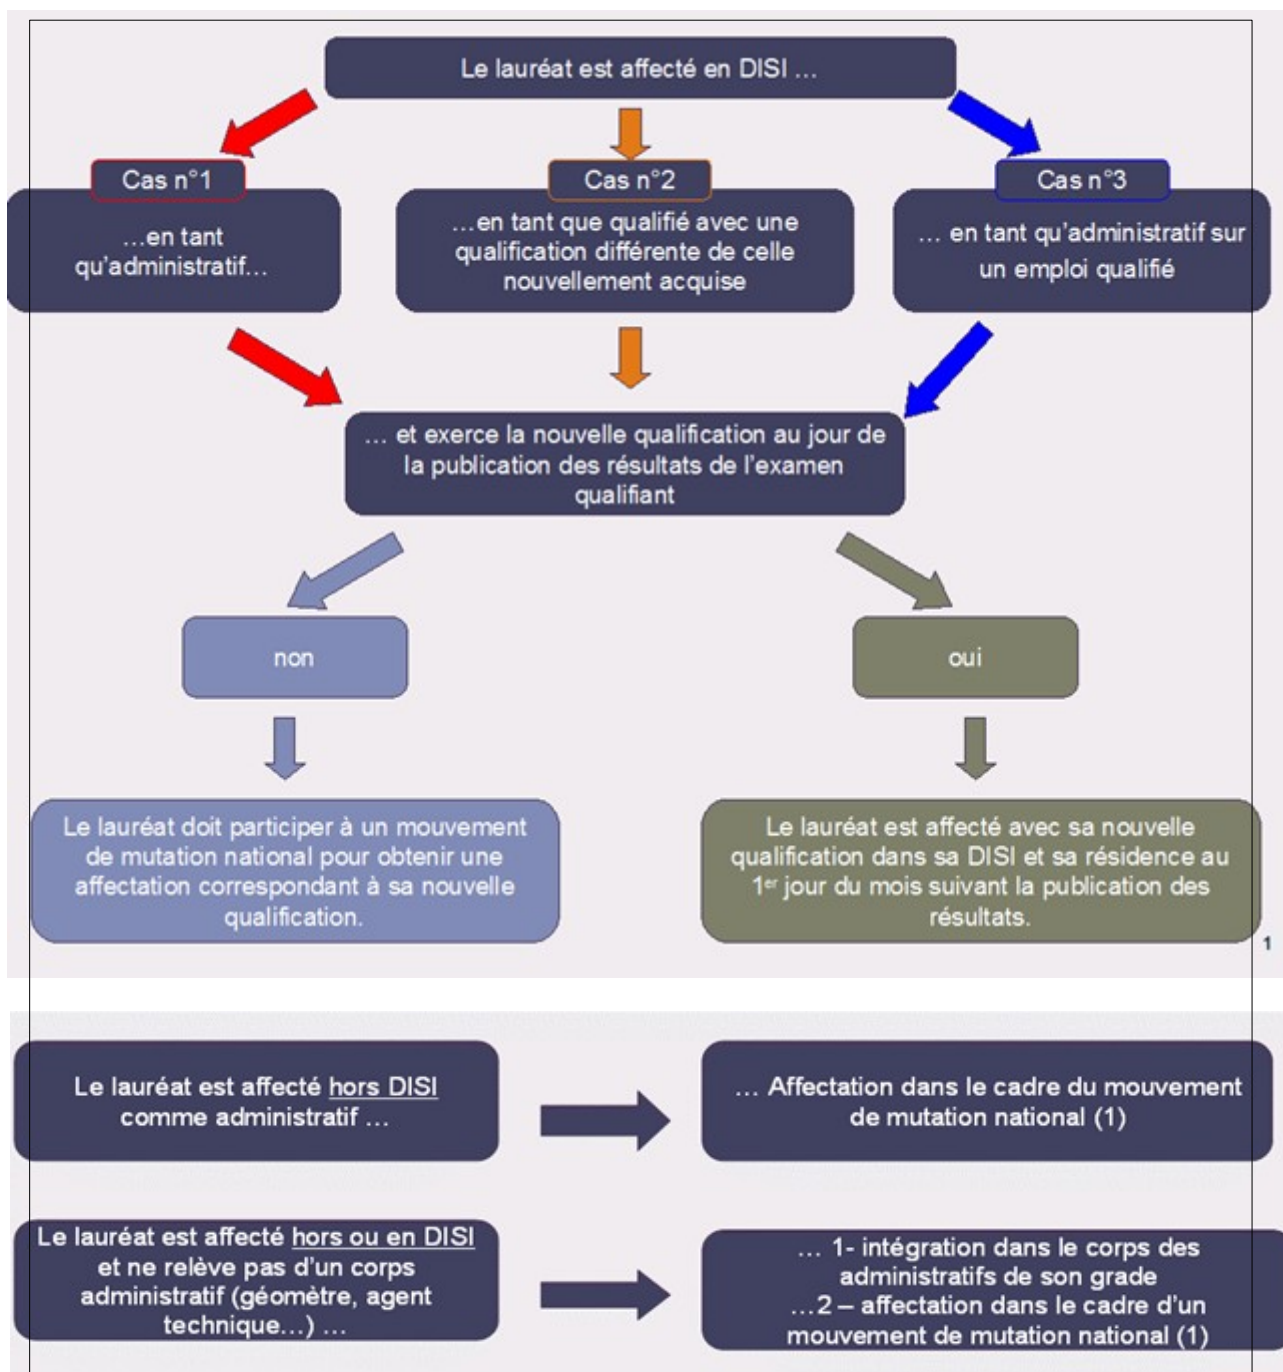 Le lauréat est affecté en DISI …
Cas n°1
…en tant
qu’administratif…
Cas n°2
…en tant que qualifié avec une
qualification différente de celle
nouvellement acquise
Cas n°3
… en tant qu’administratif sur
un emploi qualifié
… et exerce la nouvelle qualification au jour de
la publication des résultats de l’examen
qualifiant
non
oui
Le lauréat doit participer à un mouvement
de mutation national pour obtenir une
affectation correspondant à sa nouvelle
qualification.
Le lauréat est affecté avec sa nouvelle
qualification dans sa DISI et sa résidence au
1er jour du mois suivant la publication des
résultats.
1
Le lauréat est affecté hors DISI
comme administratif …
… Affectation dans le cadre du mouvement
de mutation national (1)
Le lauréat est affecté hors ou en DISI
et ne relève pas d’un corps
administratif (géomètre, agent
technique…) …
… 1- intégration dans le corps des
administratifs de son grade
…2 – affectation dans le cadre d’un
mouvement de mutation national (1)